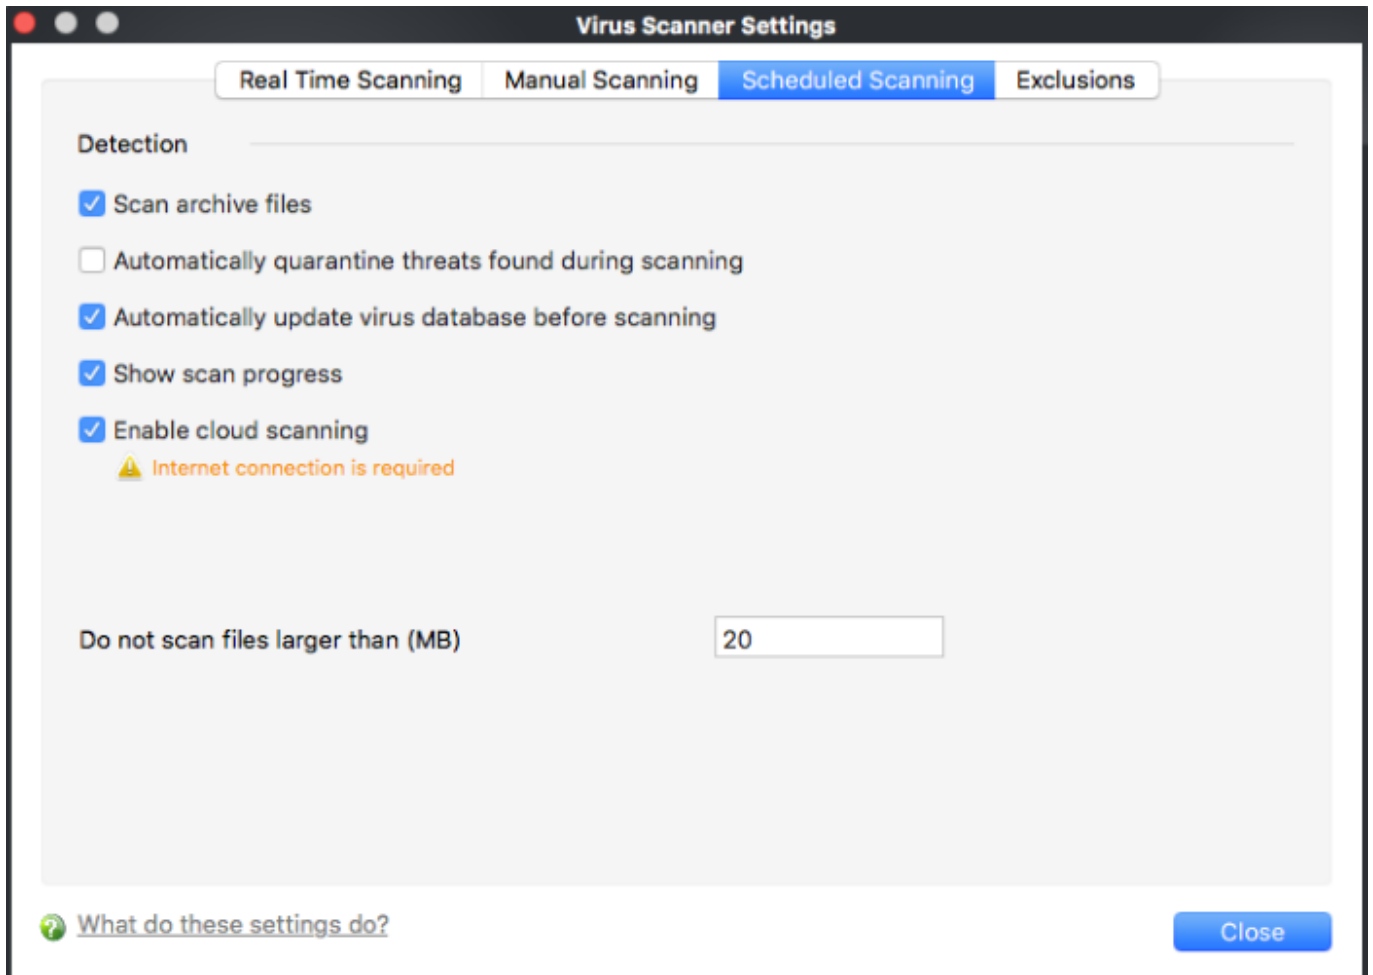 Virus Scanner Settings
Real Time Scanning Manual Scanning Scheduled Scanning Exclusions
Detection
Scan archive files
Automatically quarantine threats found during scanning
Automatically update virus database before scanning
Show scan progress
Enable cloud scanning
Internet connection is required
Do not scan files larger than (MB) 20
What do these settings do?
Close